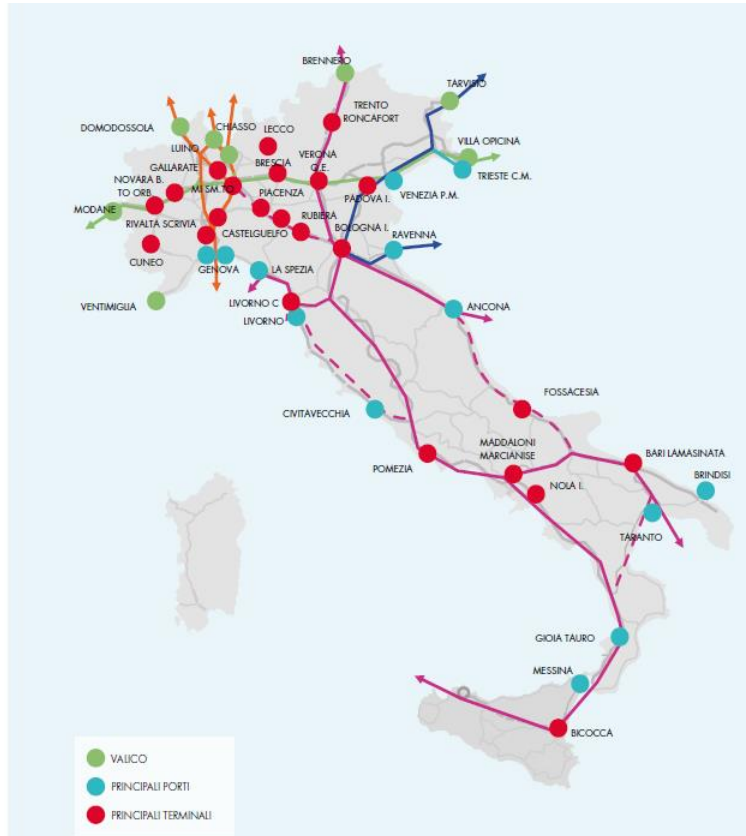 BRENNERO
TARVISIO
TRENTO
RONCAFORT
DOMODOSSOLA
CHIASSO
LECCO
VILLA OPICINA
LUINO
VERONA
Q.E.
GALLARATE
BRESCIA
TRIESTE C.M.
NOVARA B.
TO ORB.
MI SM.TO
PIACENZA
PADOVA I.
VENEZIA P.M.
MODANE
RUBIERA
BOLOGNA I.
RIVALTA SCRIVIA
CASTELGUELFO
RAVENNA
CUNEO
GENOVA
LA SPEZIA
VENTIMIGLIA
LIVORNO C
LIVORNO
ANCONA
FOSSACESIA
CIVITAVECCHIA
MADDALONI
MARCIANISE
BARI LAMASINATA
POMEZIA
NOLA I.
BRINDISI
TARANTO
GIOIA TAURO
MESSINA
BICOCCA
VALICO
PRINCIPALI PORTI
PRINCIPALI TERMINALI